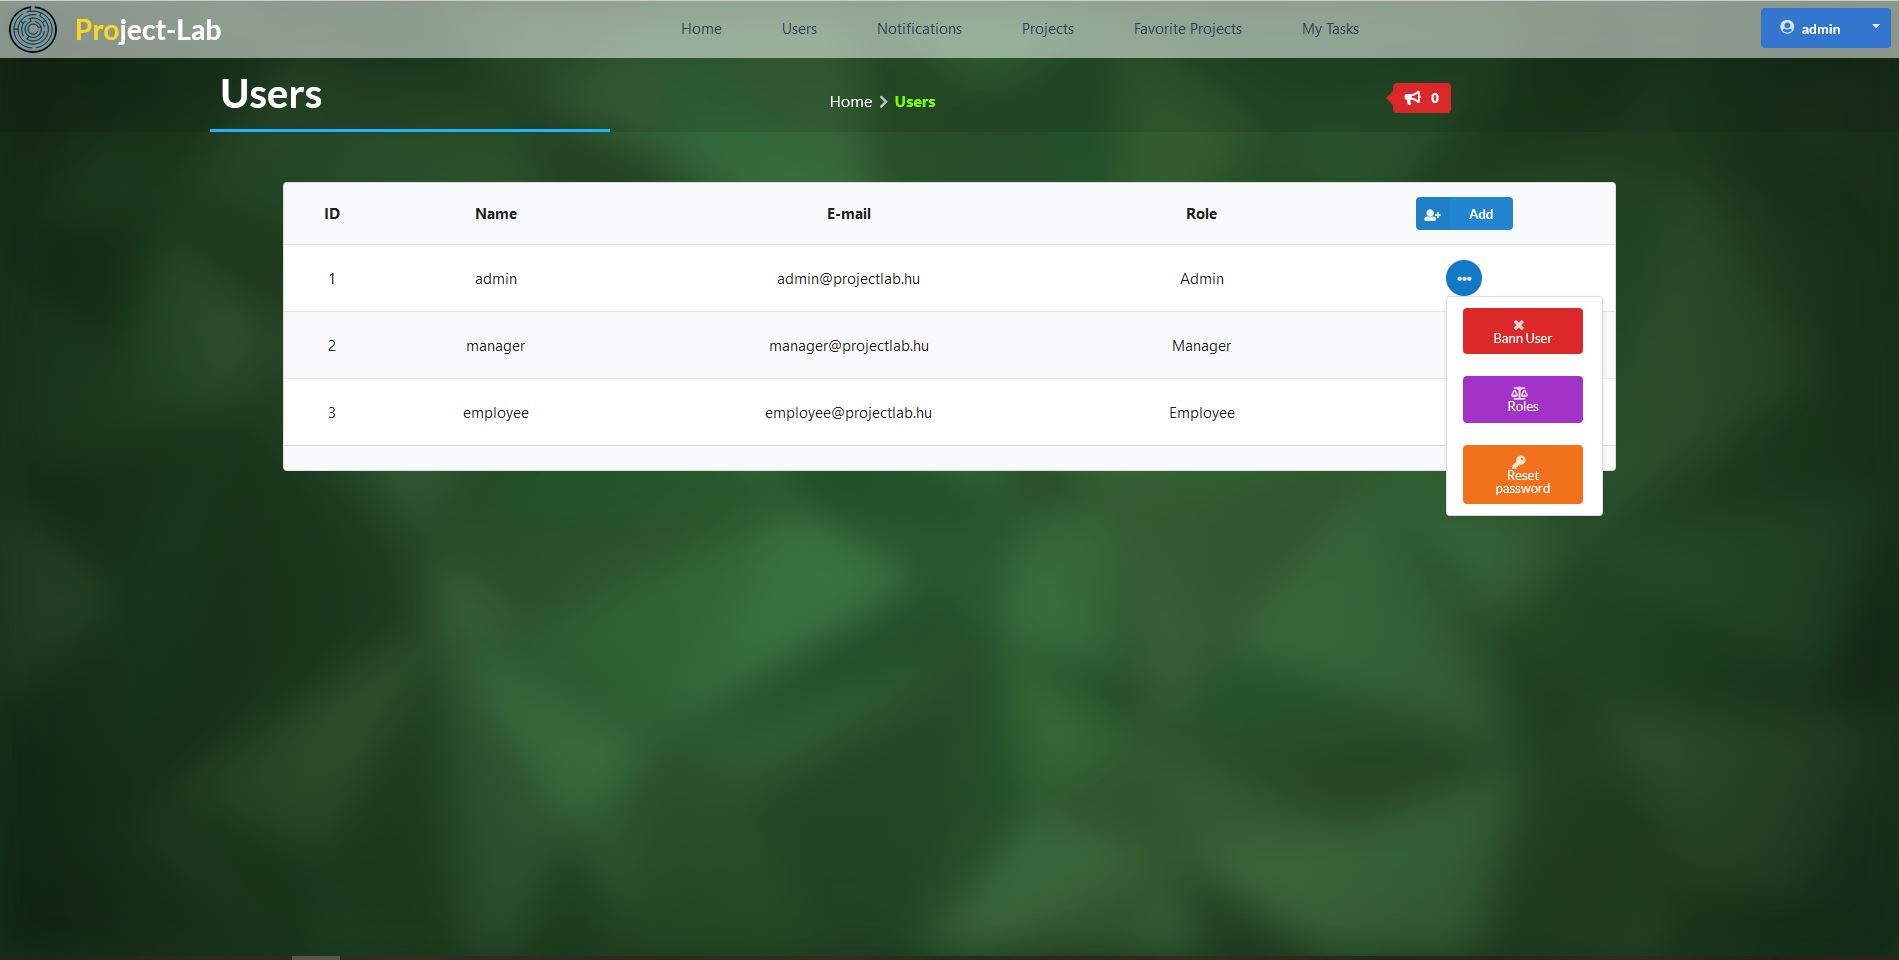 Project-Lab
Home Users Notifications Projects Favorite Projects My Tasks
admin
Users
Home Users
0
ID Name E-mail Role Add
1 admin admin@projectlab.hu Admin
2 manager manager@projectlab.hu Manager
3 employee employee@projectlab.hu Employee
Bann User
Roles
Reset
password